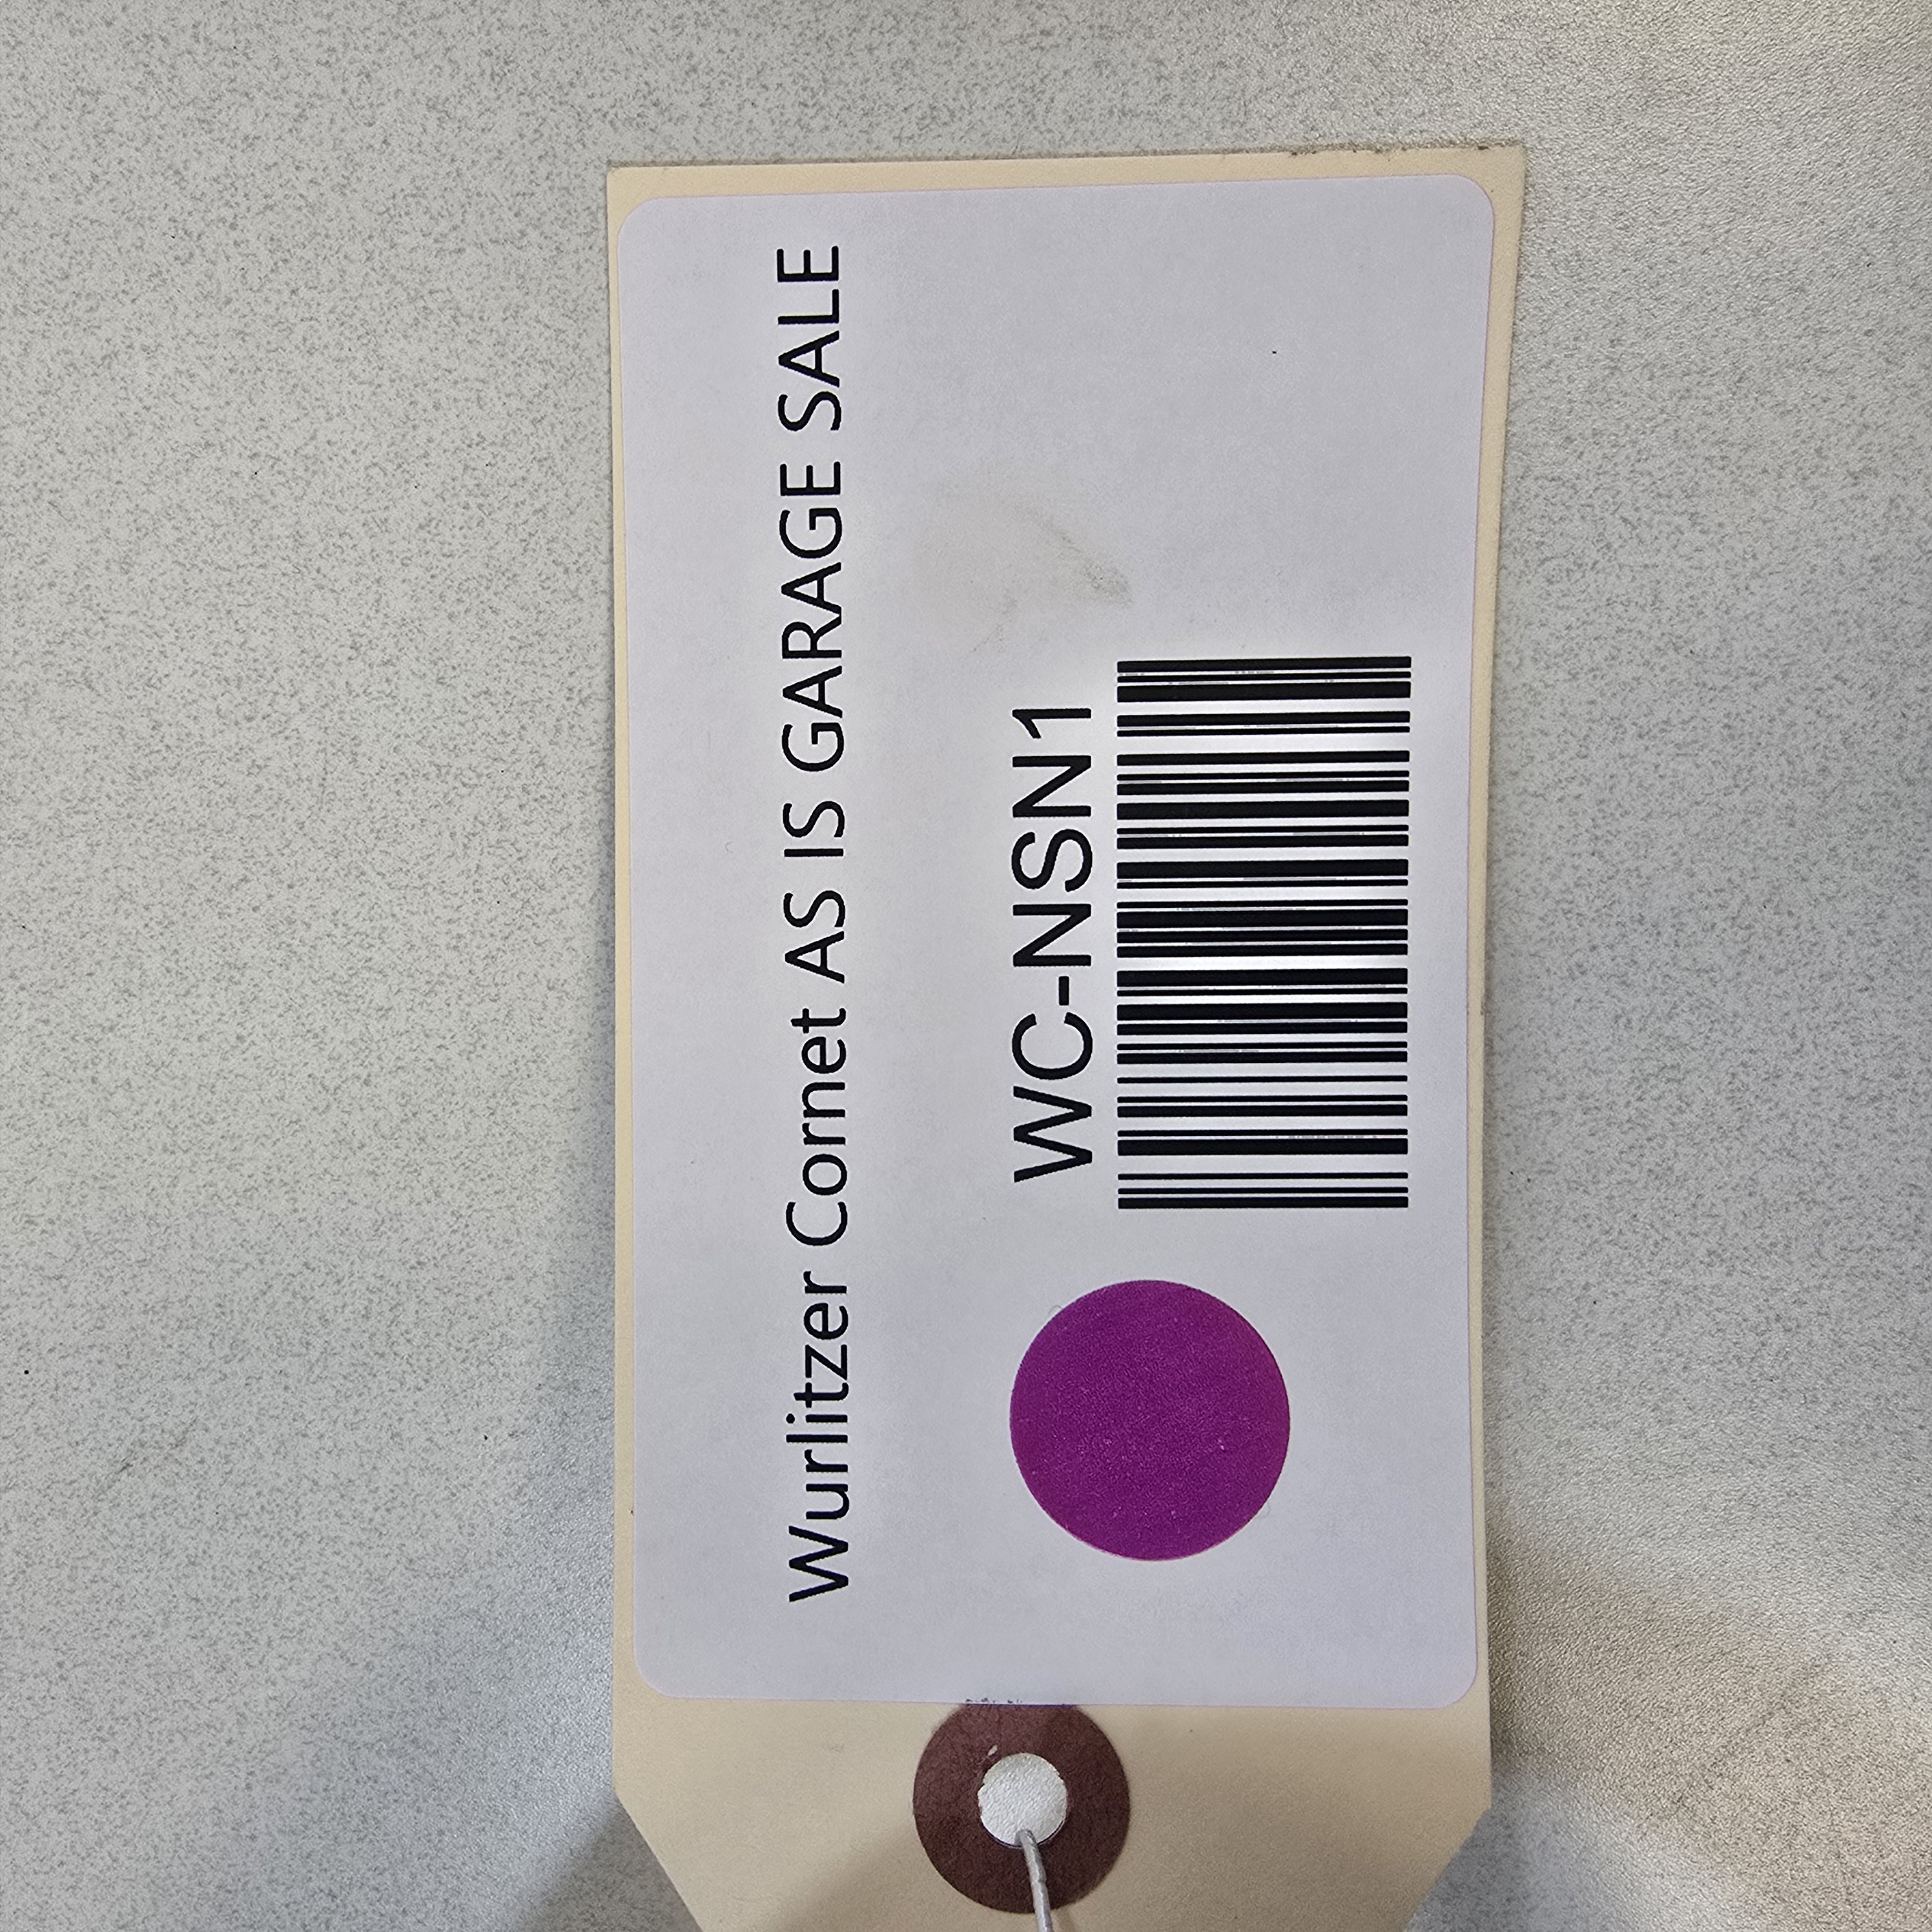 Wurlitzer Cornet AS IS GARAGE SALE
WC-NSN1